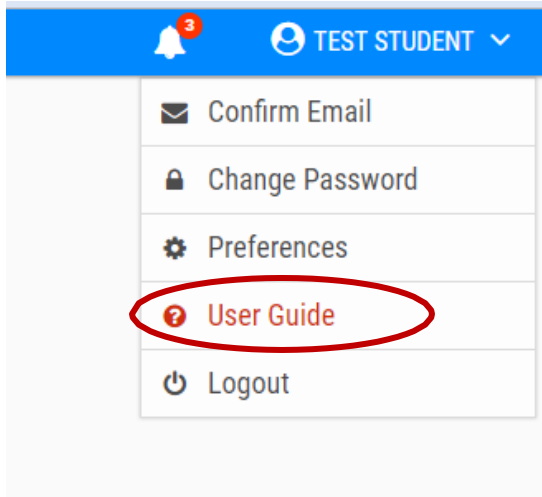 3
TEST STUDENT
Confirm Email
Change Password
Preferences
User Guide
Logout